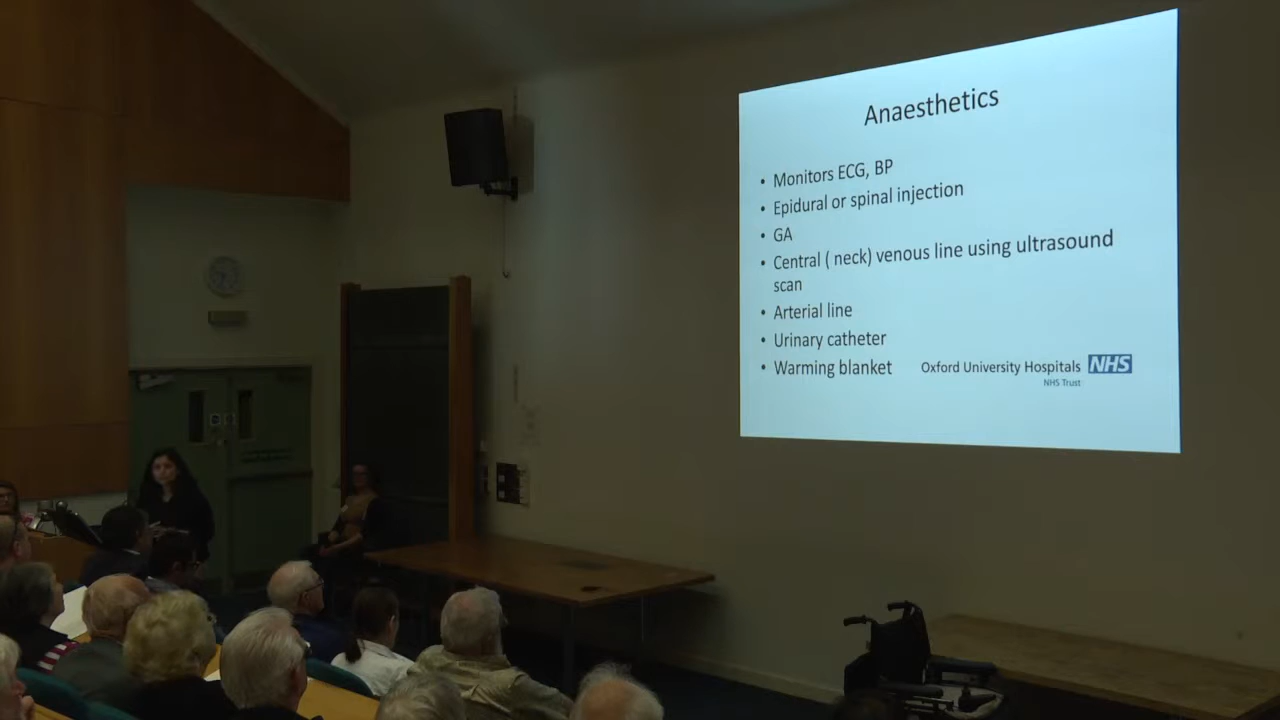 Anaesthetics
• Monitors ECG, BP
• Epidural or spinal injection
• GA
• Central ( neck) venous line using ultrasound
scan
• Arterial line
• Urinary catheter
• Warming blanket
Oxford University Hospitals NHS
NHS Trust